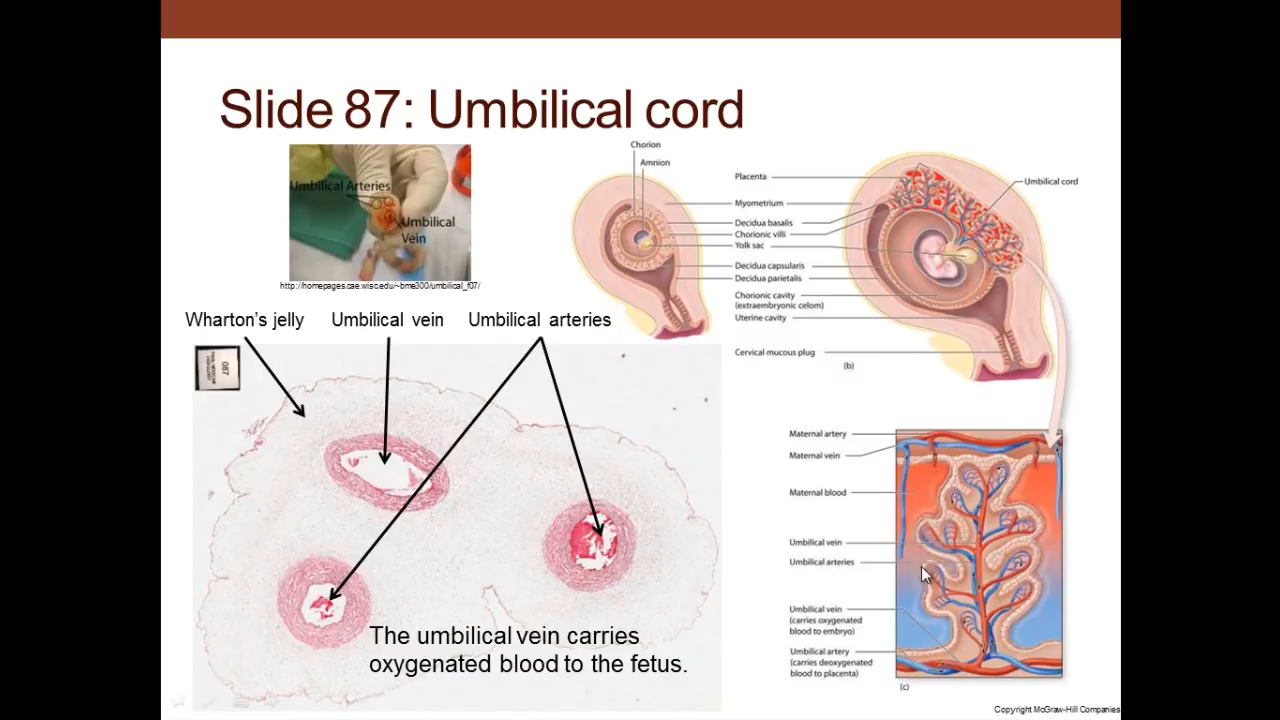 Slide 87: Umbilical cord
Umbilical Arteries
Umbilical
Vein
http://homepages.cae.wisc.edu/~bme300/umbilical_f07/
Chorion
Amnion
Placenta
Myometrium
Decidua basalis
Chorionic villi
Yolk sac
Decidua capsularis
Decidua parietalis
Chorionic cavity
(extraembryonic celom)
Uterine cavity
Cervical mucous plug
Umbilical cord
(b)
Wharton's jelly
Umbilical vein
Umbilical arteries
087
The umbilical vein carries
oxygenated blood to the fetus.
Maternal artery
Maternal vein
Maternal blood
Umbilical vein
Umbilical arteries
Umbilical vein
(carries oxygenated
blood to embryo)
Umbilical artery
(carries deoxygenated
blood to placenta)
(c)
Copyright McGraw-Hill Companies